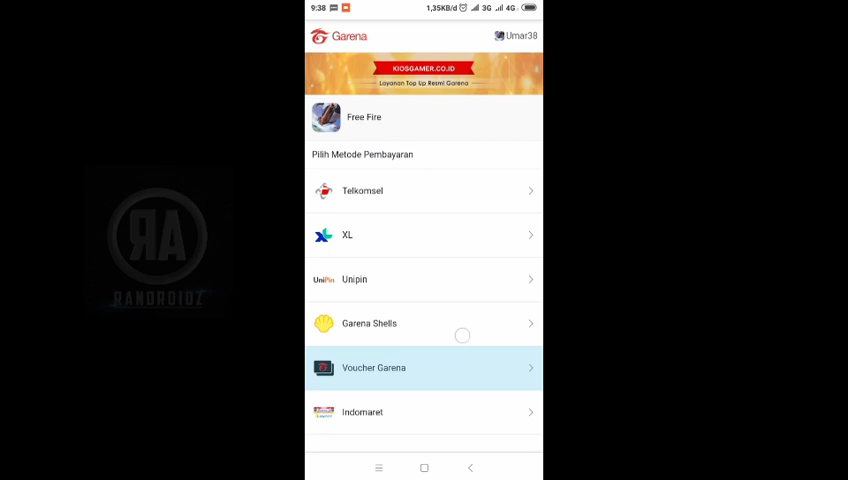 9:38
1,35KB/d 3G 4G
Garena
Umar38
KIOSGAMER.CO.ID
Layanan Top Up Resmi Garena
Free Fire
Pilih Metode Pembayaran
Telkomsel
XL
UniPin Unipin
Garena Shells
Voucher Garena
Indomaret
RA
RANDROIDZ